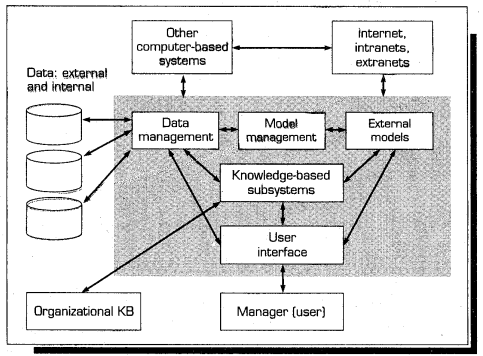 Other
computer-based
systems
Internet,
intranets,
extranets
Data: external
and internal
Data
management
Model
management
External
models
Knowledge-based
subsystems
User
interface
Organizational KB
Manager (user)